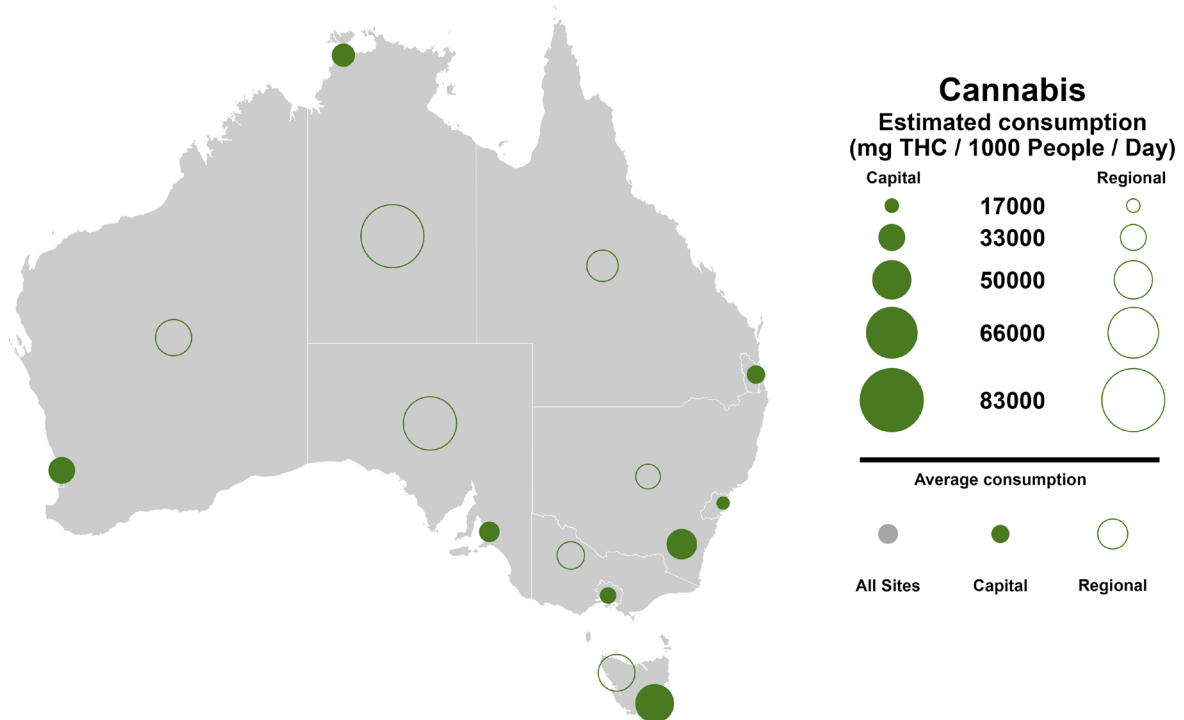 Cannabis
Estimated consumption
(mg THC / 1000 People / Day)
Capital Regional
17000
33000
50000
66000
83000
Average consumption
All Sites Capital Regional